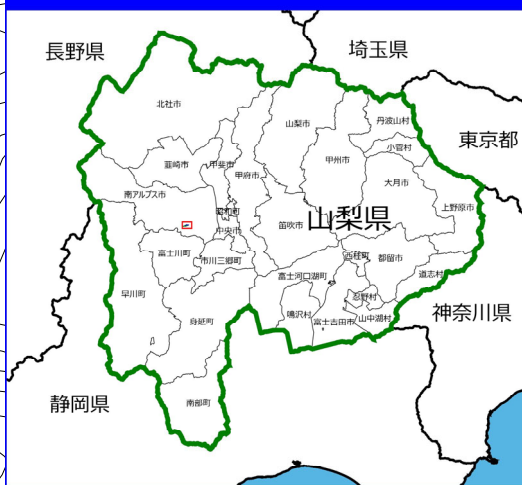 長野県
埼玉県
北杜市
山梨市
丹波山村
東京都
小菅村
韮崎市
甲斐市
甲府市
甲州市
大月市
南アルプス市
上野原市
昭和町
中央市
笛吹市
山梨県
富士川町
市川三郷町
西桂町
都留市
富士河口湖町
道志村
早川町
忍野村
鳴沢村
富士吉田市
山中湖村
身延町
神奈川県
静岡県
南部町